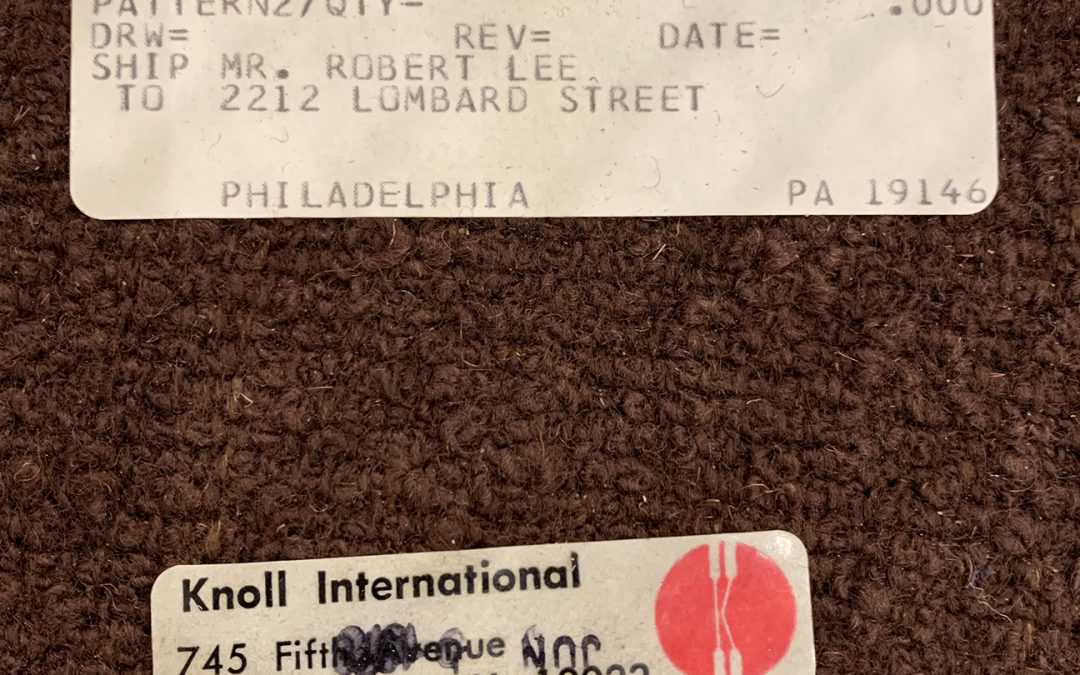 PATTERN2/QTY= .000
DRW= REV= DATE=
SHIP MR. ROBERT LEE
TO 2212 LOMBARD STREET
PHILADELPHIA PA 19146
Knoll International
745 Fifth Avenue